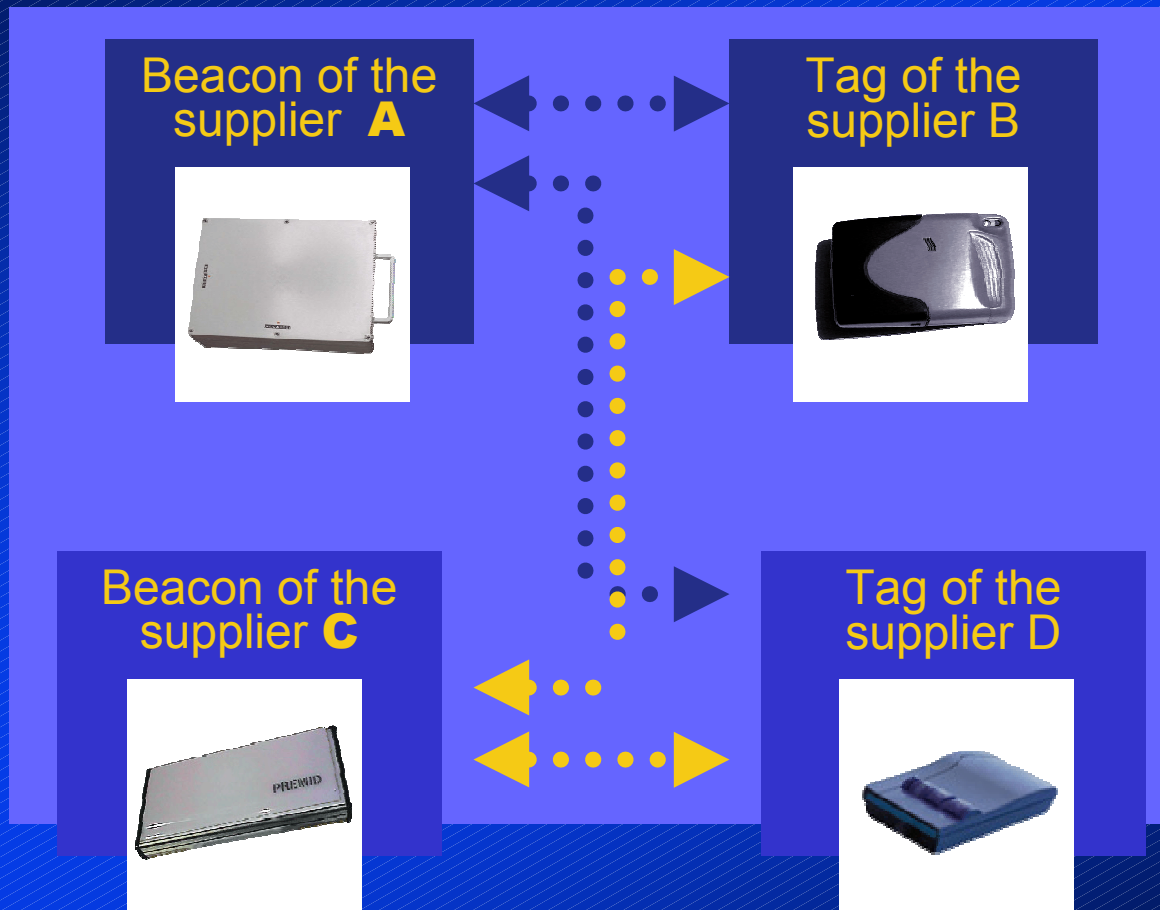 Beacon of the
supplier A
Tag of the
supplier B
Beacon of the
supplier C
PREMID
Tag of the
supplier D